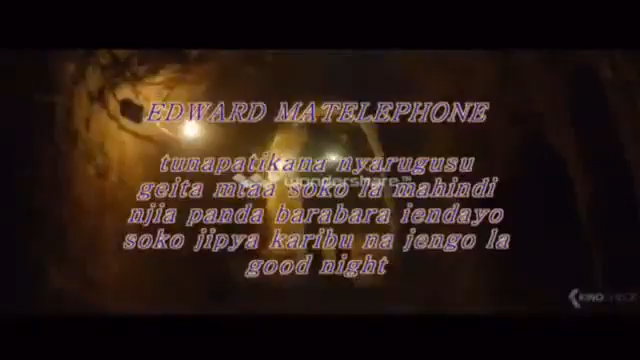 EDWARD MATELEPHONE
tunapatikana nyarugusu
wondershare
geita mtaa soko la mahindi
njia panda barabara iendayo
soko jipya karibu na jengo la
good night